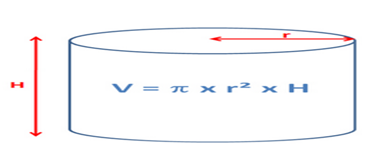 r
H
V = π x r² x H